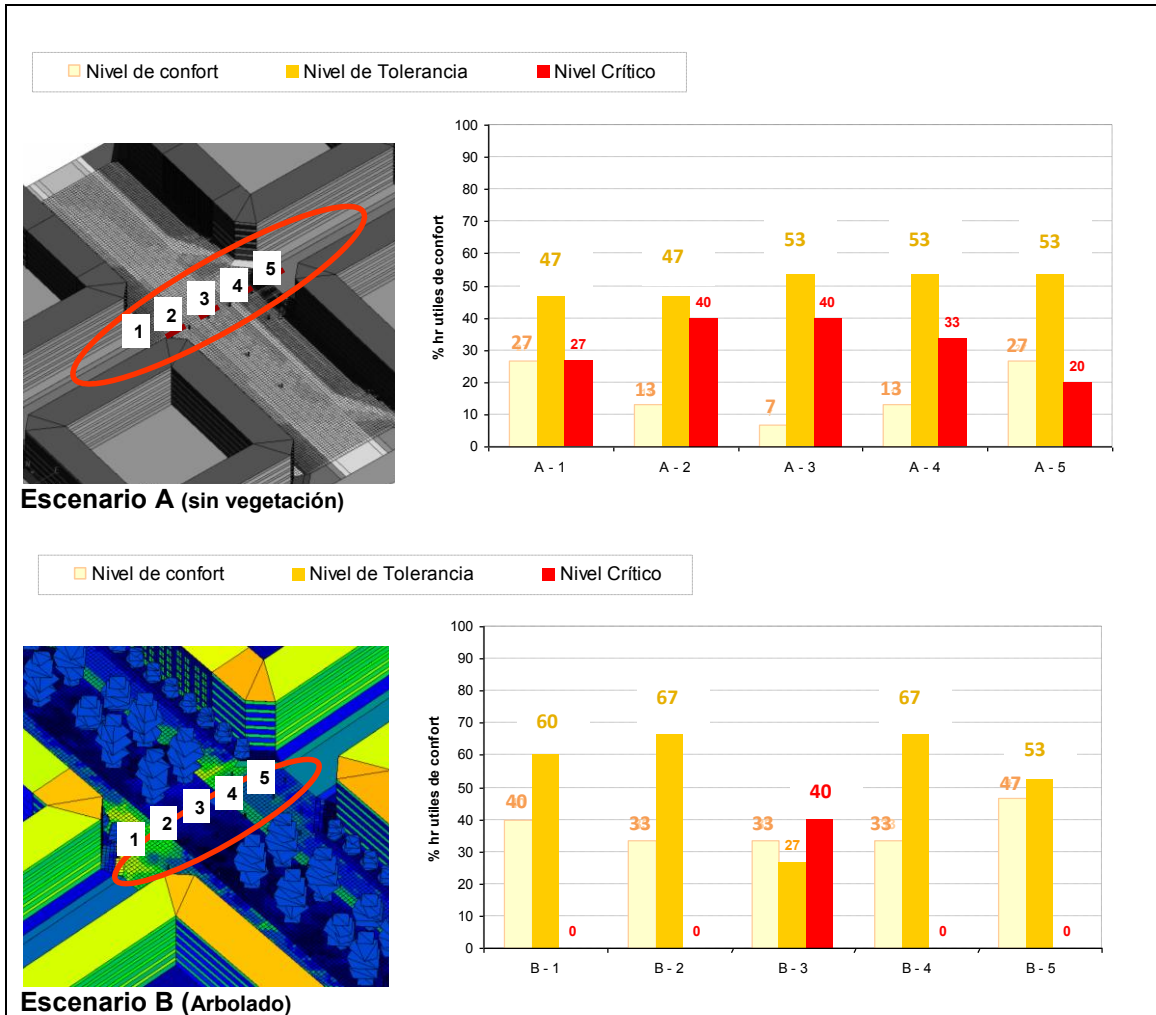 Nivel de confort Nivel de Tolerancia Nivel Crítico
1
2
3
4
5
% hr utiles de confort
100
90
80
70
60
50
40
30
20
10
0
27 47 27
13 47 40
7 53 40
13 53 33
27 53 20
A - 1 A - 2 A - 3 A - 4 A - 5
Escenario A (sin vegetación)
Nivel de confort Nivel de Tolerancia Nivel Crítico
1
2
3
4
5
% hr utiles de confort
100
90
80
70
60
50
40
30
20
10
0
40 60 0
33 67 0
33 27 40
33 67 0
47 53 0
B - 1 B - 2 B - 3 B - 4 B - 5
Escenario B (Arbolado)